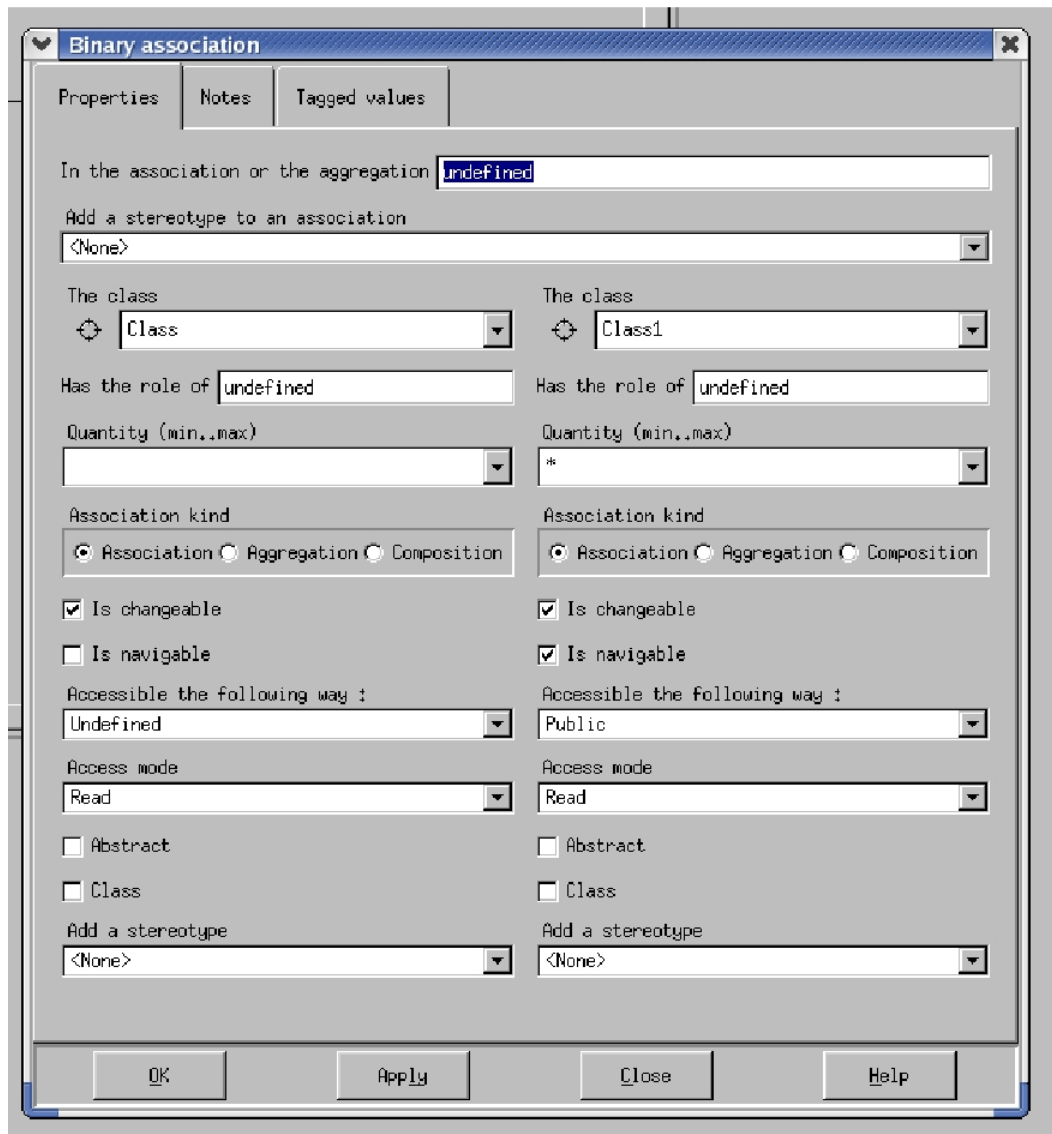 Binary association
Properties Notes Tagged values
In the association or the aggregation undefined
Add a stereotype to an association
<None>
The class The class
Class Class1
Has the role of undefined Has the role of undefined
Quantity (min..max) Quantity (min..max)
*
Association kind Association kind
Association Aggregation Composition Association Aggregation Composition
Is changeable Is changeable
Is navigable Is navigable
Accessible the following way : Accessible the following way :
Undefined Public
Access mode Access mode
Read Read
Abstract Abstract
Class Class
Add a stereotype Add a stereotype
<None> <None>
OK Apply Close Help